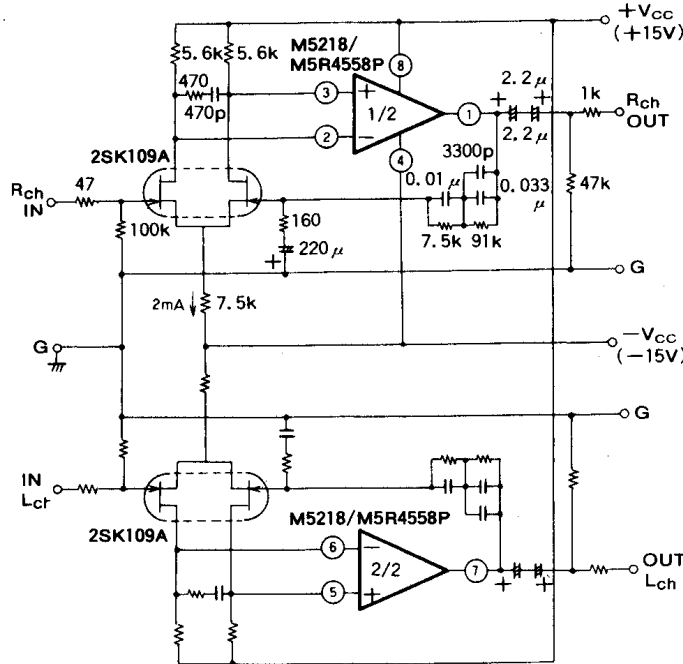 +VCC
(+15V)
5.6k 5.6k
M5218/
M5R4558P
8
470
470p
3
+
1/2
1
2
−
4
+ 2.2μ +
2.2μ
1k
Rch
OUT
2SK109A
3300p
0.01μ
0.033
μ
47k
Rch
IN
47
100k
160
+ 220μ
7.5k 91k
G
2mA
7.5k
G
−VCC
(−15V)
G
IN
Lch
2SK109A
M5218/M5R4558P
6
−
2/2
7
5
+
+ +
OUT
Lch